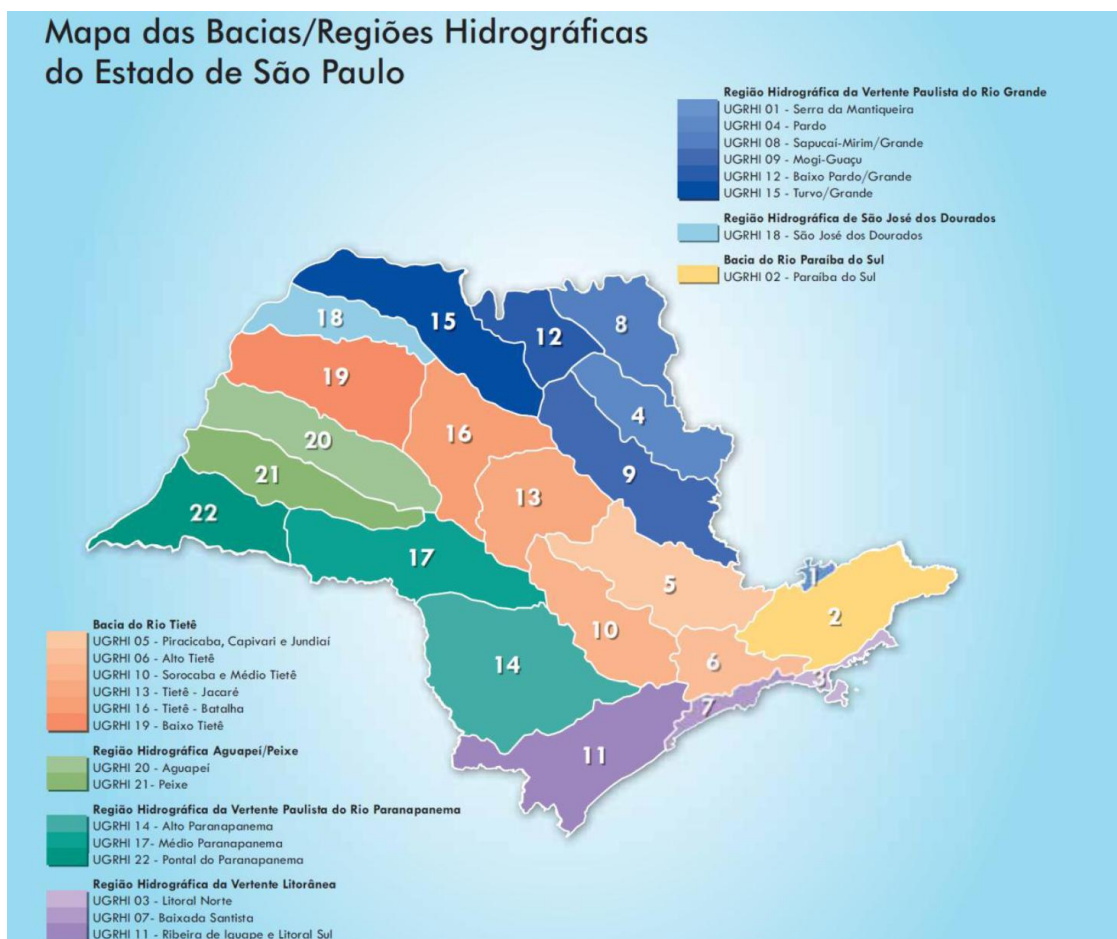 Mapa das Bacias/Regiões Hidrográficas
do Estado de São Paulo
Região Hidrográfica da Vertente Paulista do Rio Grande
UGRHI 01 - Serra da Mantiqueira
UGRHI 04 - Pardo
UGRHI 08 - Sapucaí-Mirim/Grande
UGRHI 09 - Mogi-Guaçu
UGRHI 12 - Baixo Pardo/Grande
UGRHI 15 - Turvo/Grande
Região Hidrográfica de São José dos Dourados
UGRHI 18 - São José dos Dourados
Bacia do Rio Paraíba do Sul
UGRHI 02 - Paraíba do Sul
18
15
12
8
19
4
16
20
9
21
13
22
17
5
1
2
10
6
14
3
7
11
Bacia do Rio Tietê
UGRHI 05 - Piracicaba, Capivari e Jundiaí
UGRHI 06 - Alto Tietê
UGRHI 10 - Sorocaba e Médio Tietê
UGRHI 13 - Tietê - Jacaré
UGRHI 16 - Tietê - Batalha
UGRHI 19 - Baixo Tietê
Região Hidrográfica Aguapeí/Peixe
UGRHI 20 - Aguapeí
UGRHI 21- Peixe
Região Hidrográfica da Vertente Paulista do Rio Paranapanema
UGRHI 14 - Alto Paranapanema
UGRHI 17- Médio Paranapanema
UGRHI 22 - Pontal do Paranapanema
Região Hidrográfica da Vertente Litorânea
UGRHI 03 - Litoral Norte
UGRHI 07- Baixada Santista
UGRHI 11 - Ribeira de Iguape e Litoral Sul